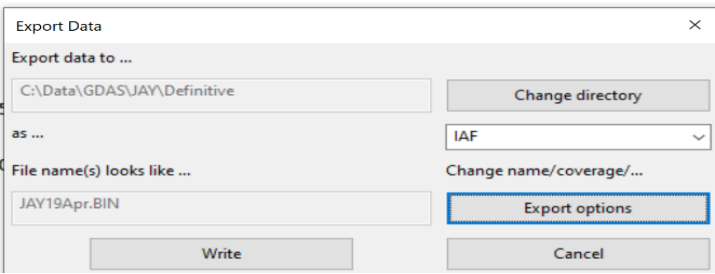 Export Data
Export data to ...
C:\Data\GDAS\JAY\Definitive
Change directory
as ...
IAF
File name(s) looks like ...
Change name/coverage/...
JAY19Apr.BIN
Export options
Write
Cancel